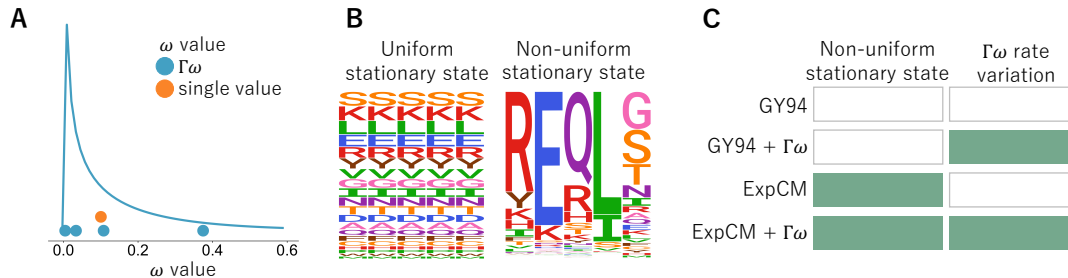 A
ω value
Γω
single value
0.0
0.2
0.4
0.6
ω value
B
Uniform
stationary state
Non-uniform
stationary state
S S S S S
K K K K K
L L L L L
E E E E E
R R R R R
Y Y Y Y Y
V V V V V
G G G G G
I I I I I
N N N N N
T T T T T
D D D D D
A A A A A
R E Q L G
Y K R I S
T
N
C
Non-uniform
stationary state
Γω rate
variation
GY94
GY94 + Γω
ExpCM
ExpCM + Γω